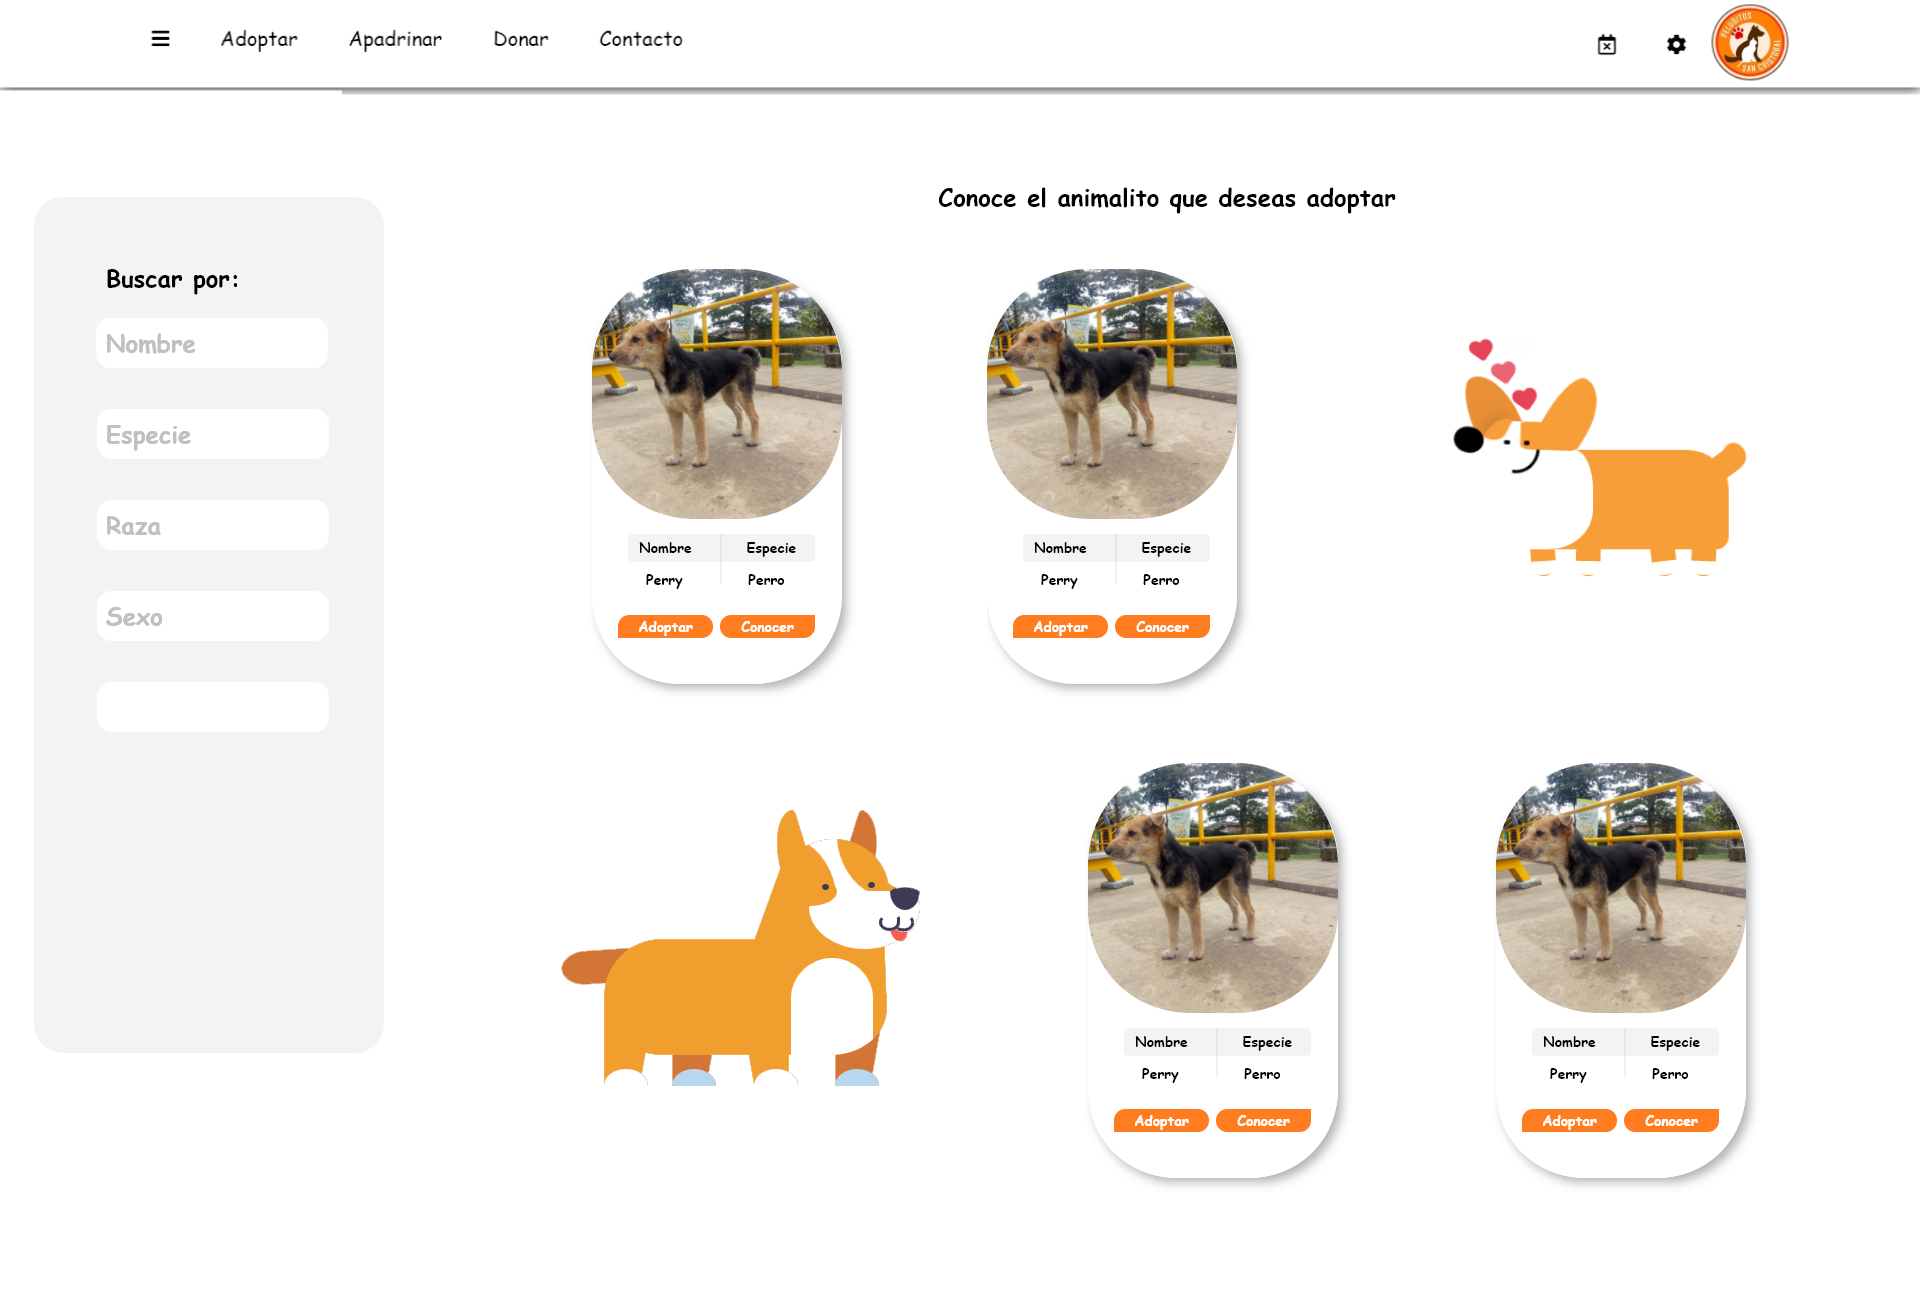 Adoptar Apadrinar Donar Contacto
PELUDITOS
SAN CRISTOBAL
Conoce el animalito que deseas adoptar
Buscar por:
Nombre
Especie
Raza
Sexo
Nombre Especie
Perry Perro
Adoptar Conocer
Nombre Especie
Perry Perro
Adoptar Conocer
Nombre Especie
Perry Perro
Adoptar Conocer
Nombre Especie
Perry Perro
Adoptar Conocer